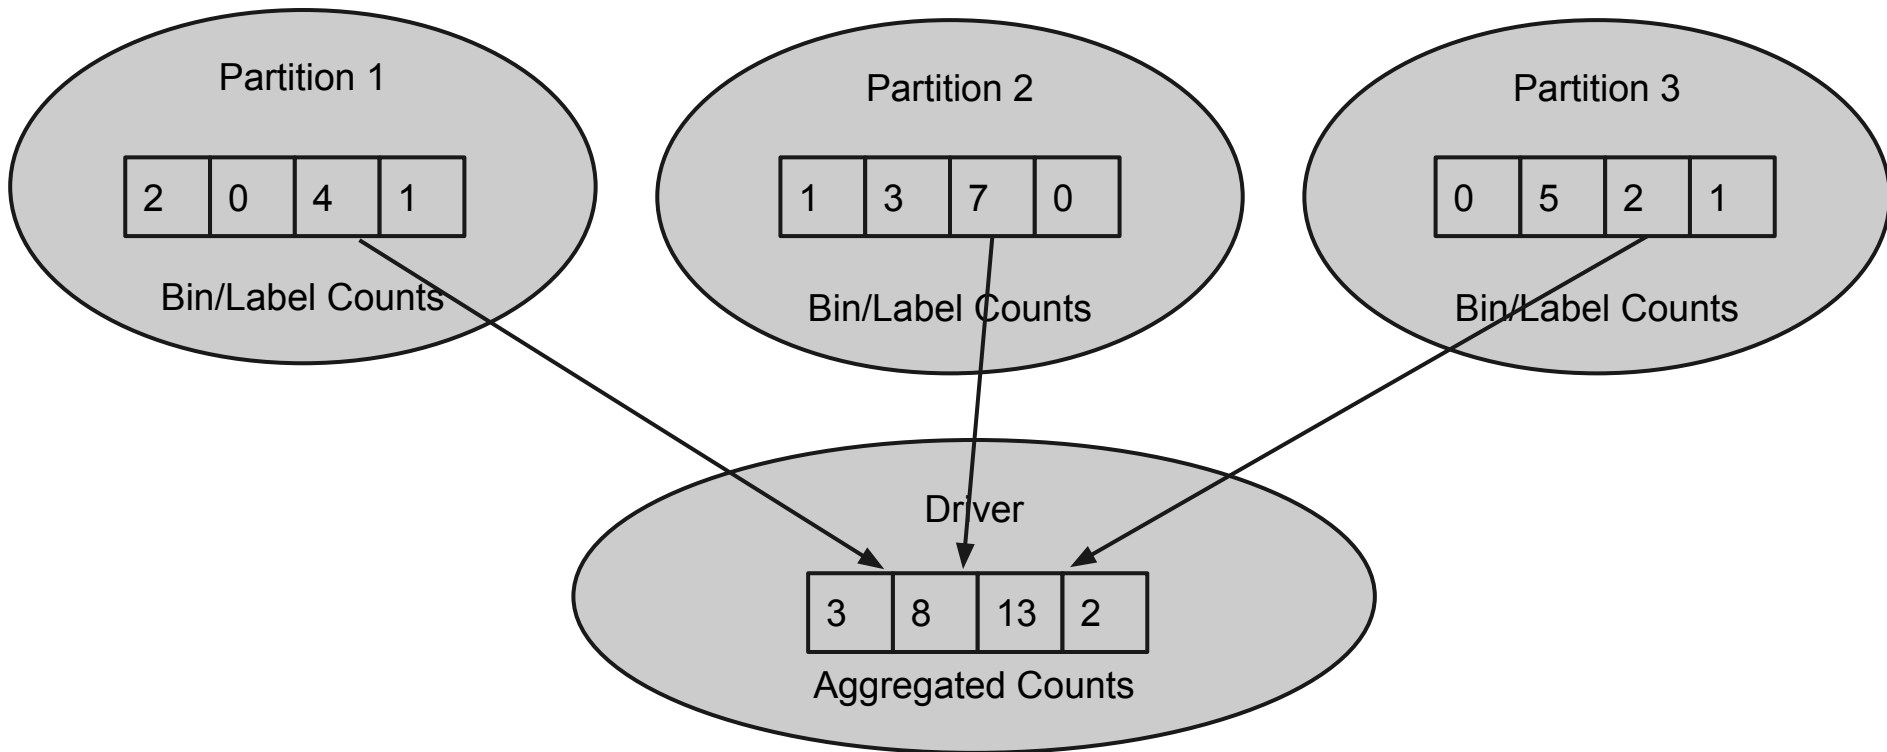 Partition 1
2 0 4 1
Bin/Label Counts
Partition 2
1 3 7 0
Bin/Label Counts
Partition 3
0 5 2 1
Bin/Label Counts
Driver
3 8 13 2
Aggregated Counts